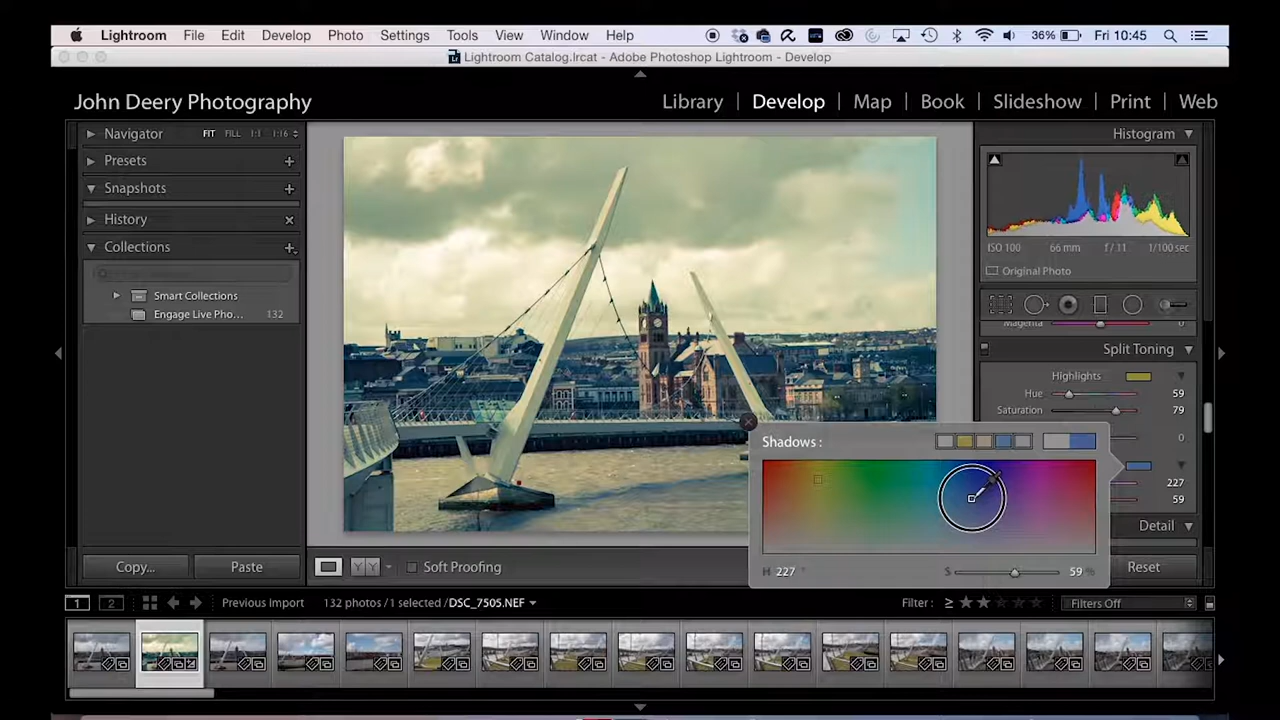 Lightroom File Edit Develop Photo Settings Tools View Window Help 36% Fri 10:45
Lightroom Catalog.lrcat - Adobe Photoshop Lightroom - Develop
John Deery Photography Library | Develop | Map | Book | Slideshow | Print | Web
Navigator FIT FILL 1:1 1:16
Presets
Snapshots
History
Collections
Smart Collections
Engage Live Pho... 132
Copy... Paste
Histogram
ISO 100 66 mm f / 11 1/100 sec
Original Photo
Magenta 0
Split Toning
Highlights
Hue 59
Saturation 79
0
227
59
Detail
Reset
Shadows :
H 227 ° S 59 %
Y Y Soft Proofing
1 2 Previous Import 132 photos / 1 selected / DSC_7505.NEF Filter : ≥ ★ ★ ★ ★ ★ Filters Off